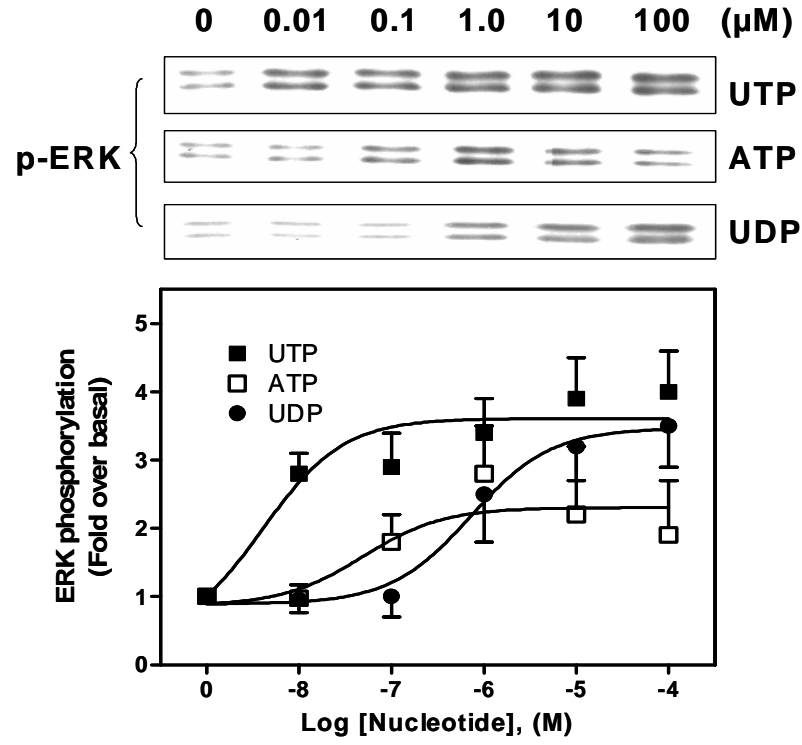 0 0.01 0.1 1.0 10 100 (µM)
UTP
p-ERK
ATP
UDP
ERK phosphorylation
(Fold over basal)
5
4
3
2
1
0
UTP
ATP
UDP
0 -8 -7 -6 -5 -4
Log [Nucleotide], (M)